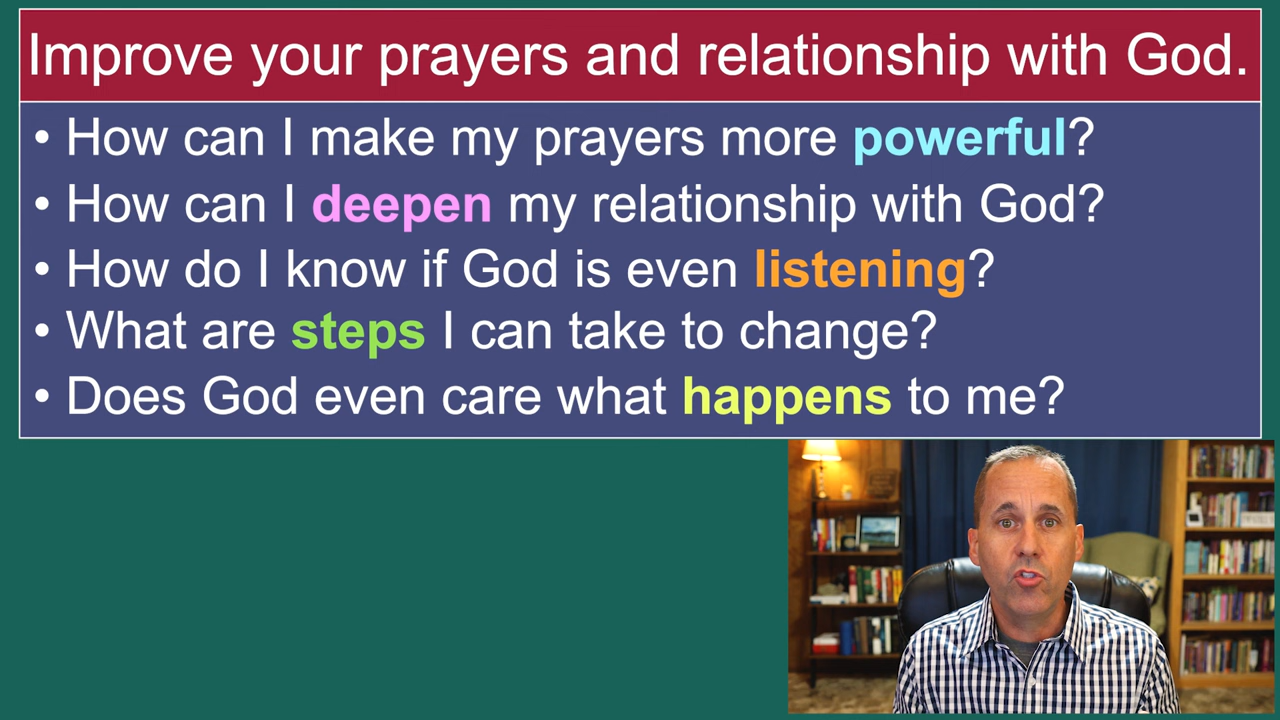 Improve your prayers and relationship with God.
• How can I make my prayers more powerful?
• How can I deepen my relationship with God?
• How do I know if God is even listening?
• What are steps I can take to change?
• Does God even care what happens to me?